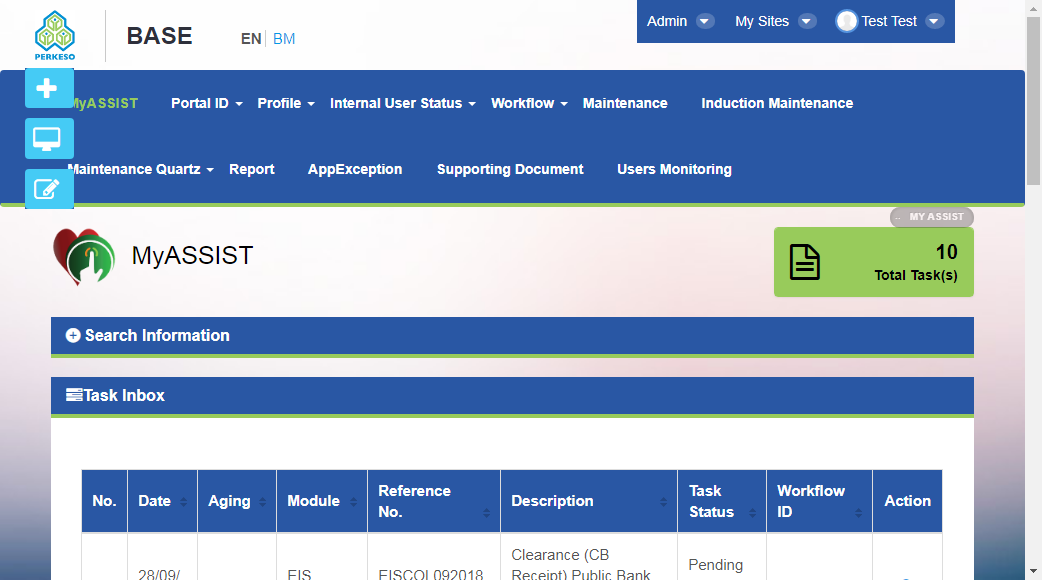 Admin My Sites Test Test
PERKESO
BASE
EN BM
MyASSIST Portal ID Profile Internal User Status Workflow Maintenance Induction Maintenance
Maintenance Quartz Report AppException Supporting Document Users Monitoring
MY ASSIST
MyASSIST
10
Total Task(s)
Search Information
Task Inbox
No. Date Aging Module Reference No. Description Task Status Workflow ID Action
Clearance (CB
Pending
28/09/ EIS EISCOL092018 Receipt) Public Bank